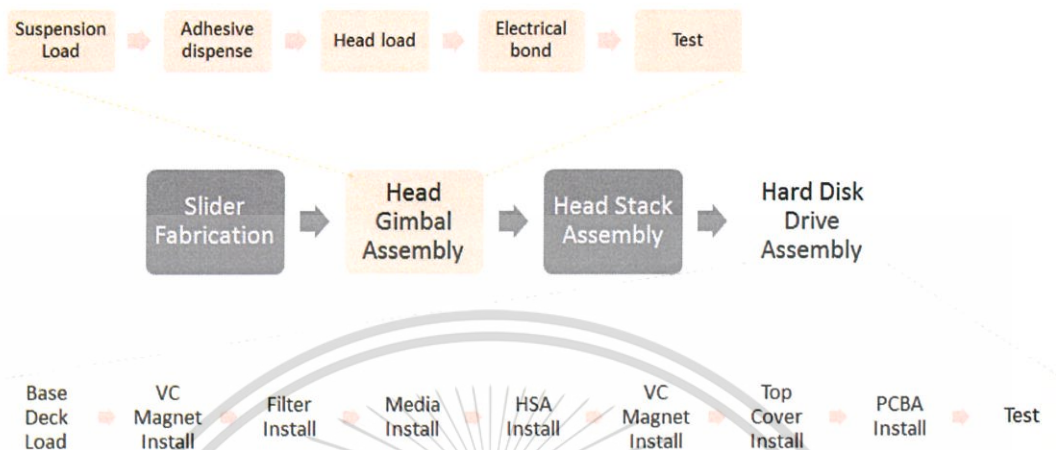 Suspension
Load
Adhesive
dispense
Head load
Electrical
bond
Test
Slider
Fabrication
Head
Gimbal
Assembly
Head Stack
Assembly
Hard Disk
Drive
Assembly
Base
Deck
Load
VC
Magnet
Install
Filter
Install
Media
Install
HSA
Install
VC
Magnet
Install
Top
Cover
Install
PCBA
Install
Test